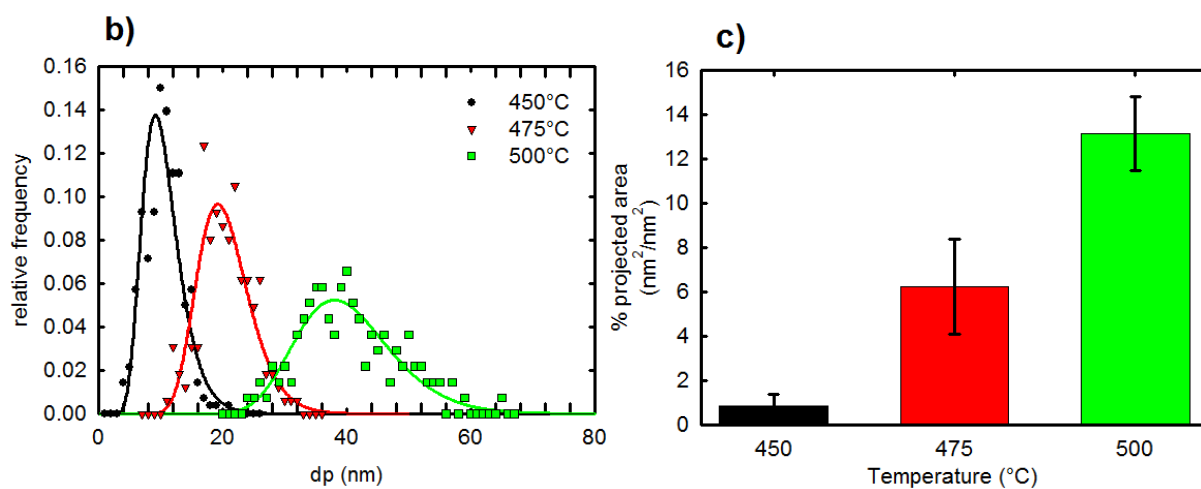 b)
relative frequency
0.16
0.14
0.12
0.10
0.08
0.06
0.04
0.02
0.00
0 20 40 60 80
dp (nm)
450°C
475°C
500°C
c)
% projected area
(nm²/nm²)
16
14
12
10
8
6
4
2
0
450 475 500
Temperature (°C)